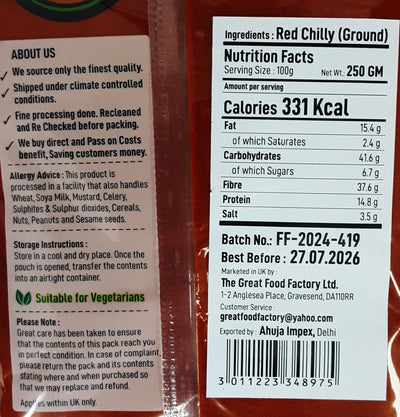 ABOUT US
✓ We source only the finest quality.
✓ Shipped under climate controlled
conditions.
✓ Fine processing done. Recleaned
and Re Checked before packing.
✓ We buy direct and Pass on Costs
benefit, Saving customers money.
Allergy Advice : This product is
processed in a facility that also handles
Wheat, Soya Milk, Mustard, Celery,
Sulphites & Sulphur dioxides, Cereals,
Nuts, Peanuts and Sesame seeds.
Storage Instructions :
Store in a cool and dry place. Once the
pouch is opened, transfer the contents
into an airtight container.
Suitable for Vegetarians
Please Note :
Great care has been taken to ensure
that the contents of this pack reach you
in perfect condition. In case of complaint,
please return the pack and its contents
stating where and when purchased so
that we may replace and refund.
Applies within UK only.
Ingredients : Red Chilly (Ground)
Nutrition Facts
Serving Size : 100g Net Wt. : 250 GM
Amount per serving
Calories 331 Kcal
Fat 15.4 g
of which Saturates 2.4 g
Carbohydrates 41.6 g
of which Sugars 6.7 g
Fibre 37.6 g
Protein 14.8 g
Salt 3.5 g
Batch No.: FF-2024-419
Best Before : 27.07.2026
Marketed in UK by :
The Great Food Factory Ltd.
1-2 Anglesea Place, Gravesend, DA110RR
Customer Service :
greatfoodfactory@yahoo.com
Exported by : Ahuja Impex, Delhi
3 011223 348975